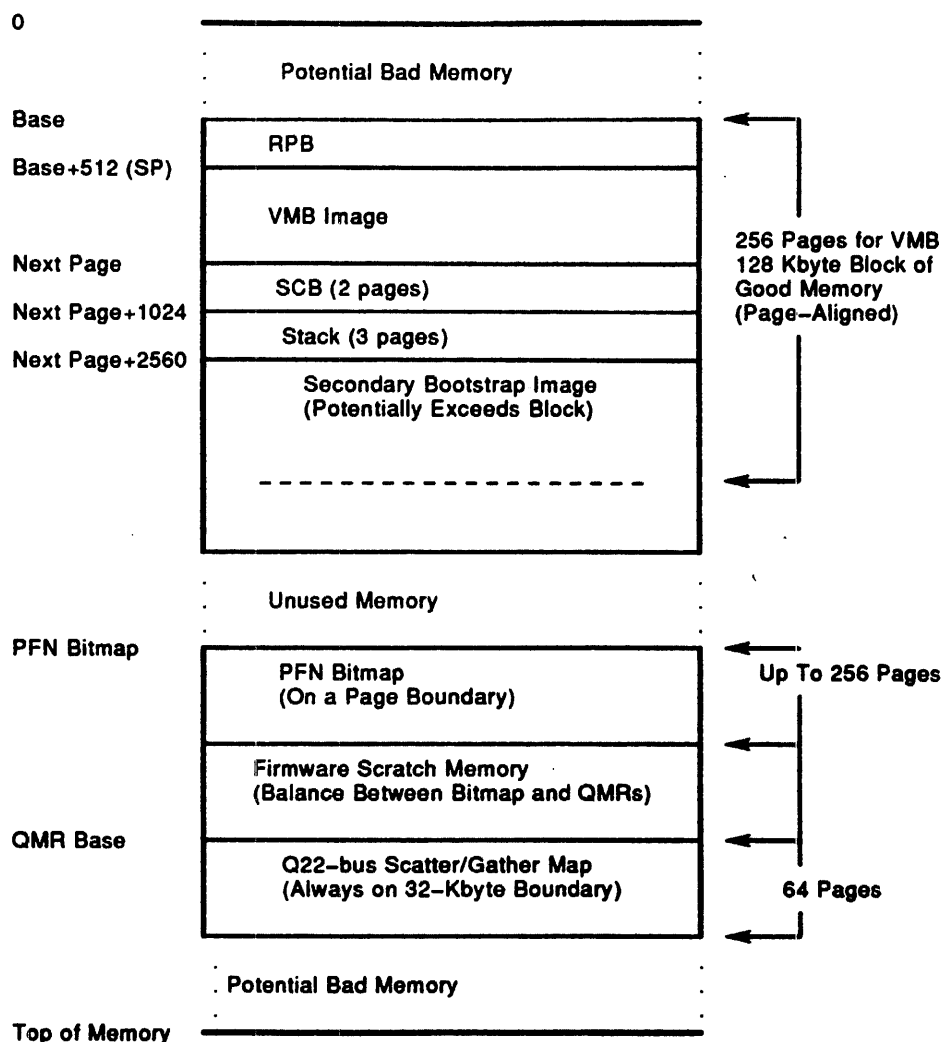 0
Potential Bad Memory
Base
RPB
Base+512 (SP)
VMB Image
256 Pages for VMB
128 Kbyte Block of
Good Memory
(Page-Aligned)
Next Page
SCB (2 pages)
Next Page+1024
Stack (3 pages)
Next Page+2560
Secondary Bootstrap Image
(Potentially Exceeds Block)
Unused Memory
PFN Bitmap
PFN Bitmap
(On a Page Boundary)
Up To 256 Pages
Firmware Scratch Memory
(Balance Between Bitmap and QMRs)
QMR Base
Q22-bus Scatter/Gather Map
(Always on 32-Kbyte Boundary)
64 Pages
Potential Bad Memory
Top of Memory